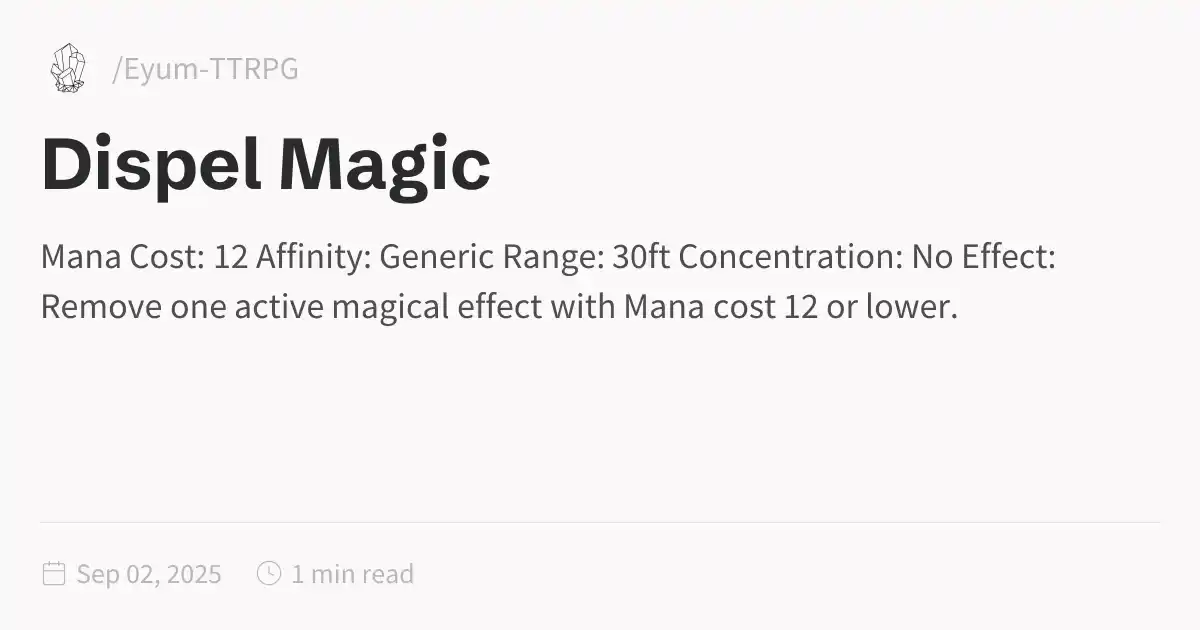 /Eyum-TTRPG
Dispel Magic
Mana Cost: 12 Affinity: Generic Range: 30ft Concentration: No Effect:
Remove one active magical effect with Mana cost 12 or lower.
Sep 02, 2025 1 min read